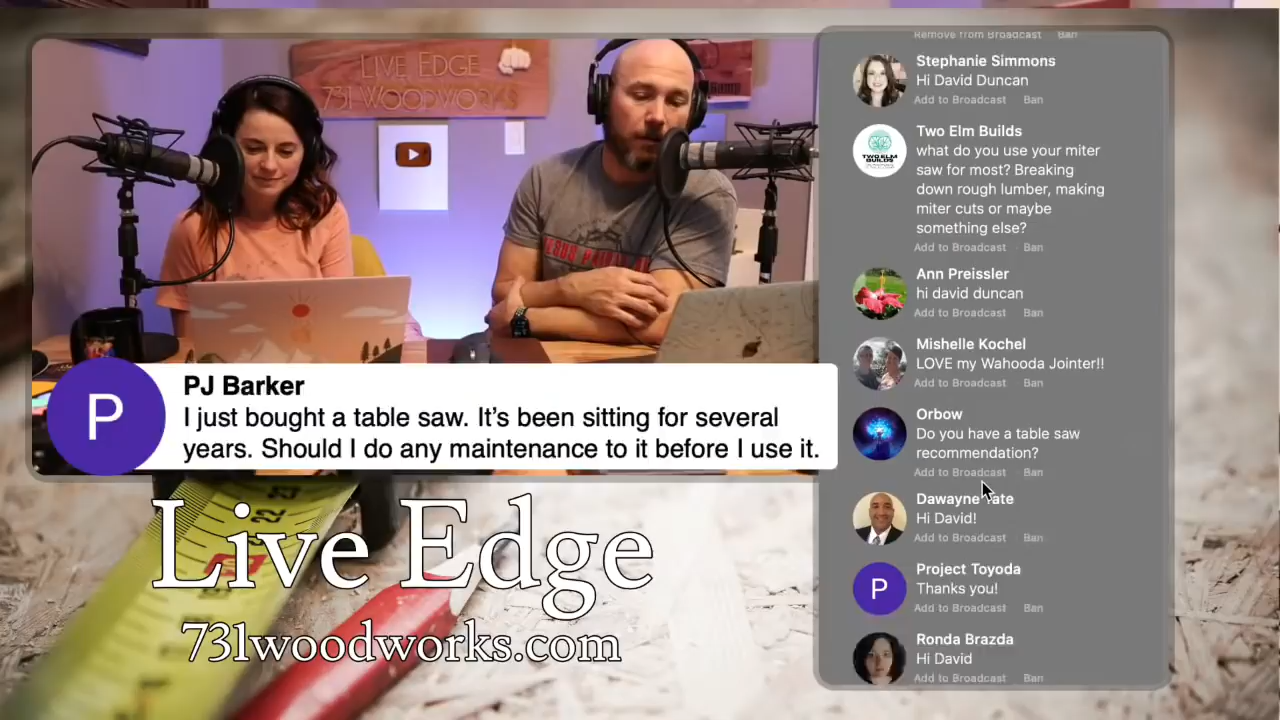 LIVE EDGE
731 WOODWORKS
PJ Barker
I just bought a table saw. It’s been sitting for several
years. Should I do any maintenance to it before I use it.
P
Live Edge
731woodworks.com
Remove from Broadcast Ban
Stephanie Simmons
Hi David Duncan
Add to Broadcast Ban
Two Elm Builds
TWO ELM
BUILDS
what do you use your miter
saw for most? Breaking
down rough lumber, making
miter cuts or maybe
something else?
Add to Broadcast Ban
Ann Preissler
hi david duncan
Add to Broadcast Ban
Mishelle Kochel
LOVE my Wahooda Jointer!!
Add to Broadcast Ban
Orbow
Do you have a table saw
recommendation?
Add to Broadcast Ban
Dawayne Tate
Hi David!
Add to Broadcast Ban
P
Project Toyoda
Thanks you!
Add to Broadcast Ban
Ronda Brazda
Hi David
Add to Broadcast Ban